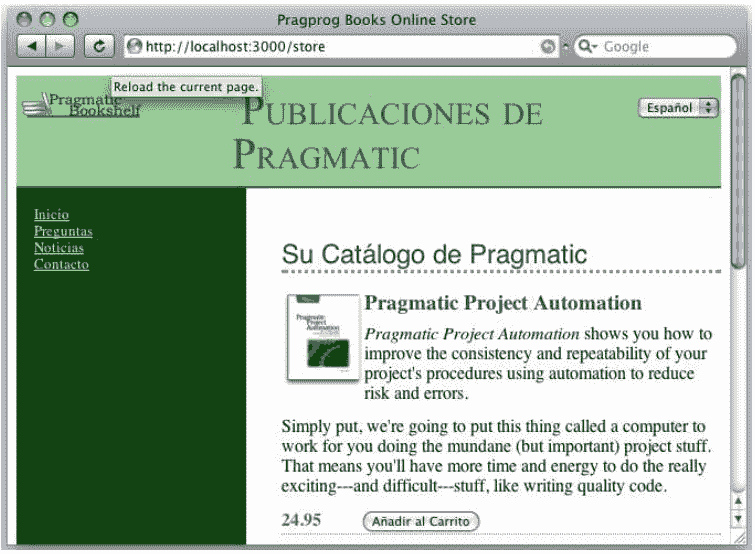 Pragprog Books Online Store
http://localhost:3000/store
Google
Reload the current page.
Pragmatic
Bookshelf
PUBLICACIONES DE
PRAGMATIC
Español
Inicio
Preguntas
Noticias
Contacto
Su Catálogo de Pragmatic
Pragmatic
Project
Automation
Pragmatic Project Automation
Pragmatic Project Automation shows you how to
improve the consistency and repeatability of your
project's procedures using automation to reduce
risk and errors.
Simply put, we're going to put this thing called a computer to
work for you doing the mundane (but important) project stuff.
That means you'll have more time and energy to do the really
exciting---and difficult---stuff, like writing quality code.
24.95
Añadir al Carrito